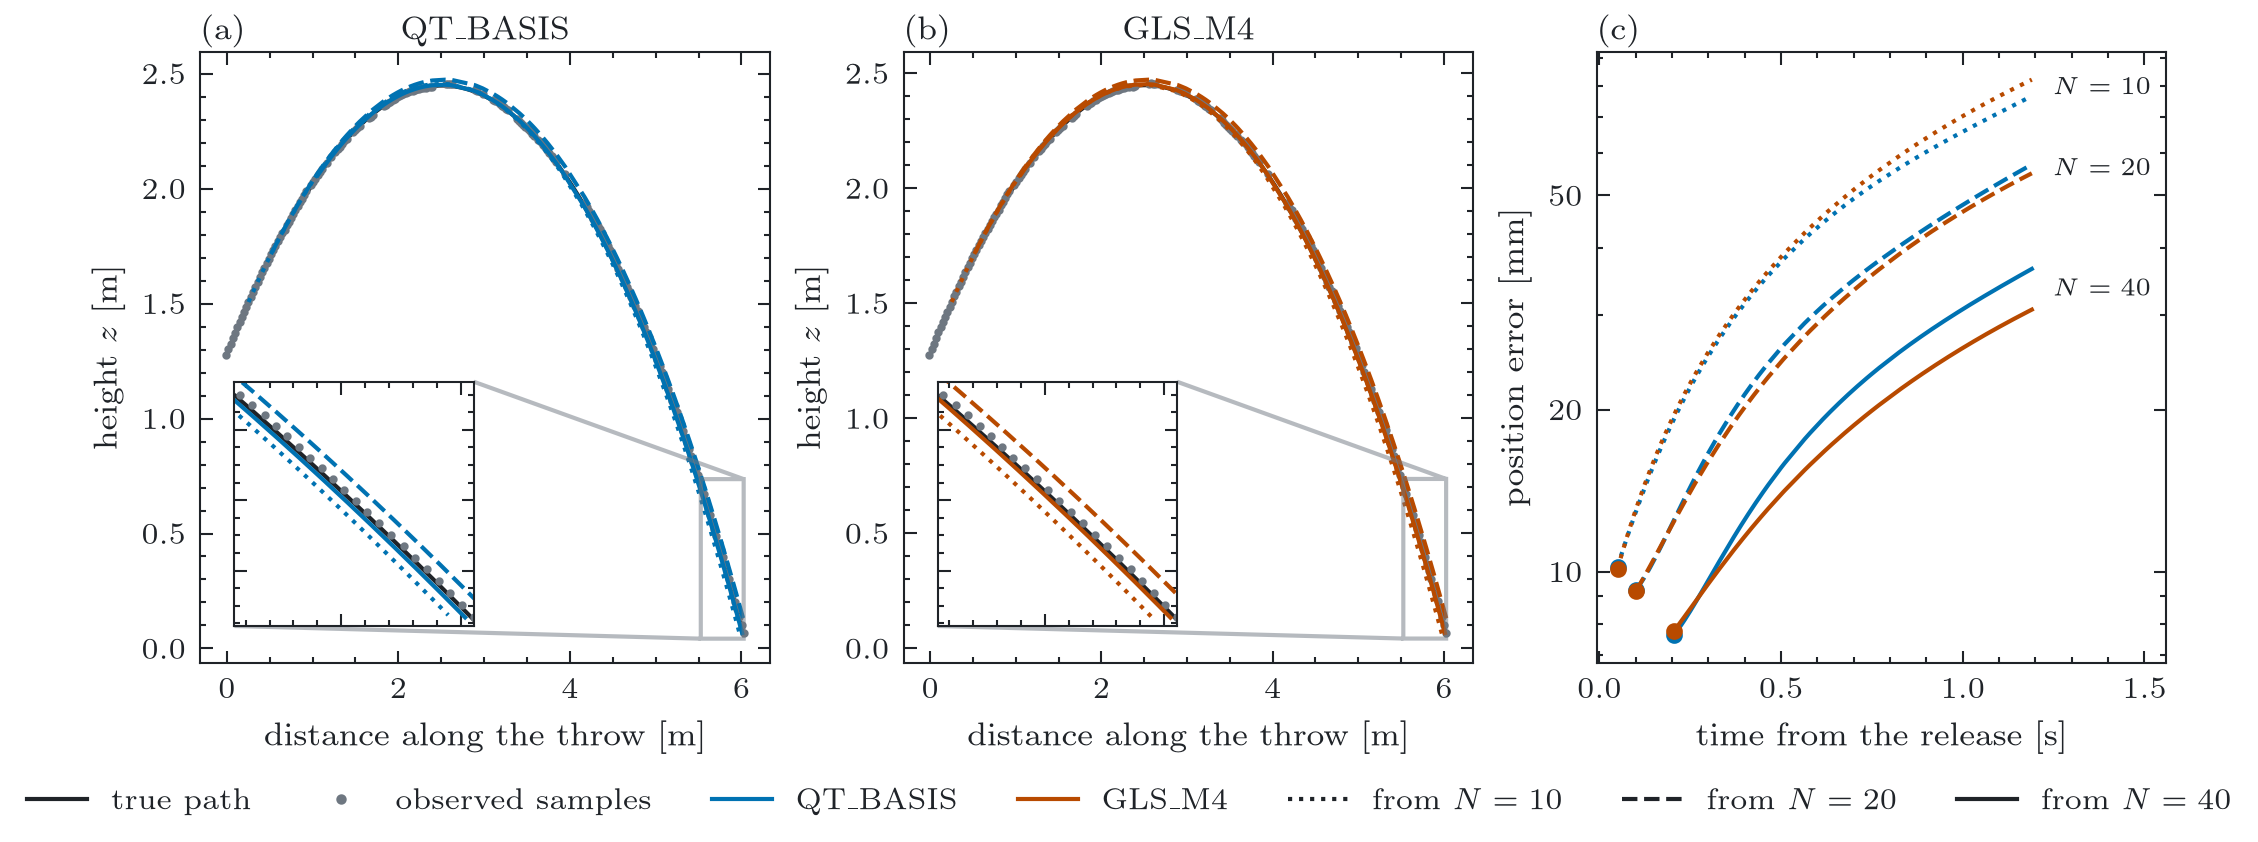 (a) QT_BASIS
2.5
2.0
1.5
1.0
0.5
0.0
height z [m]
0 2 4 6
distance along the throw [m]
(b) GLS_M4
2.5
2.0
1.5
1.0
0.5
0.0
height z [m]
0 2 4 6
distance along the throw [m]
(c)
50
20
10
position error [mm]
N = 10
N = 20
N = 40
0.0 0.5 1.0 1.5
time from the release [s]
true path observed samples QT_BASIS GLS_M4 from N = 10 from N = 20 from N = 40